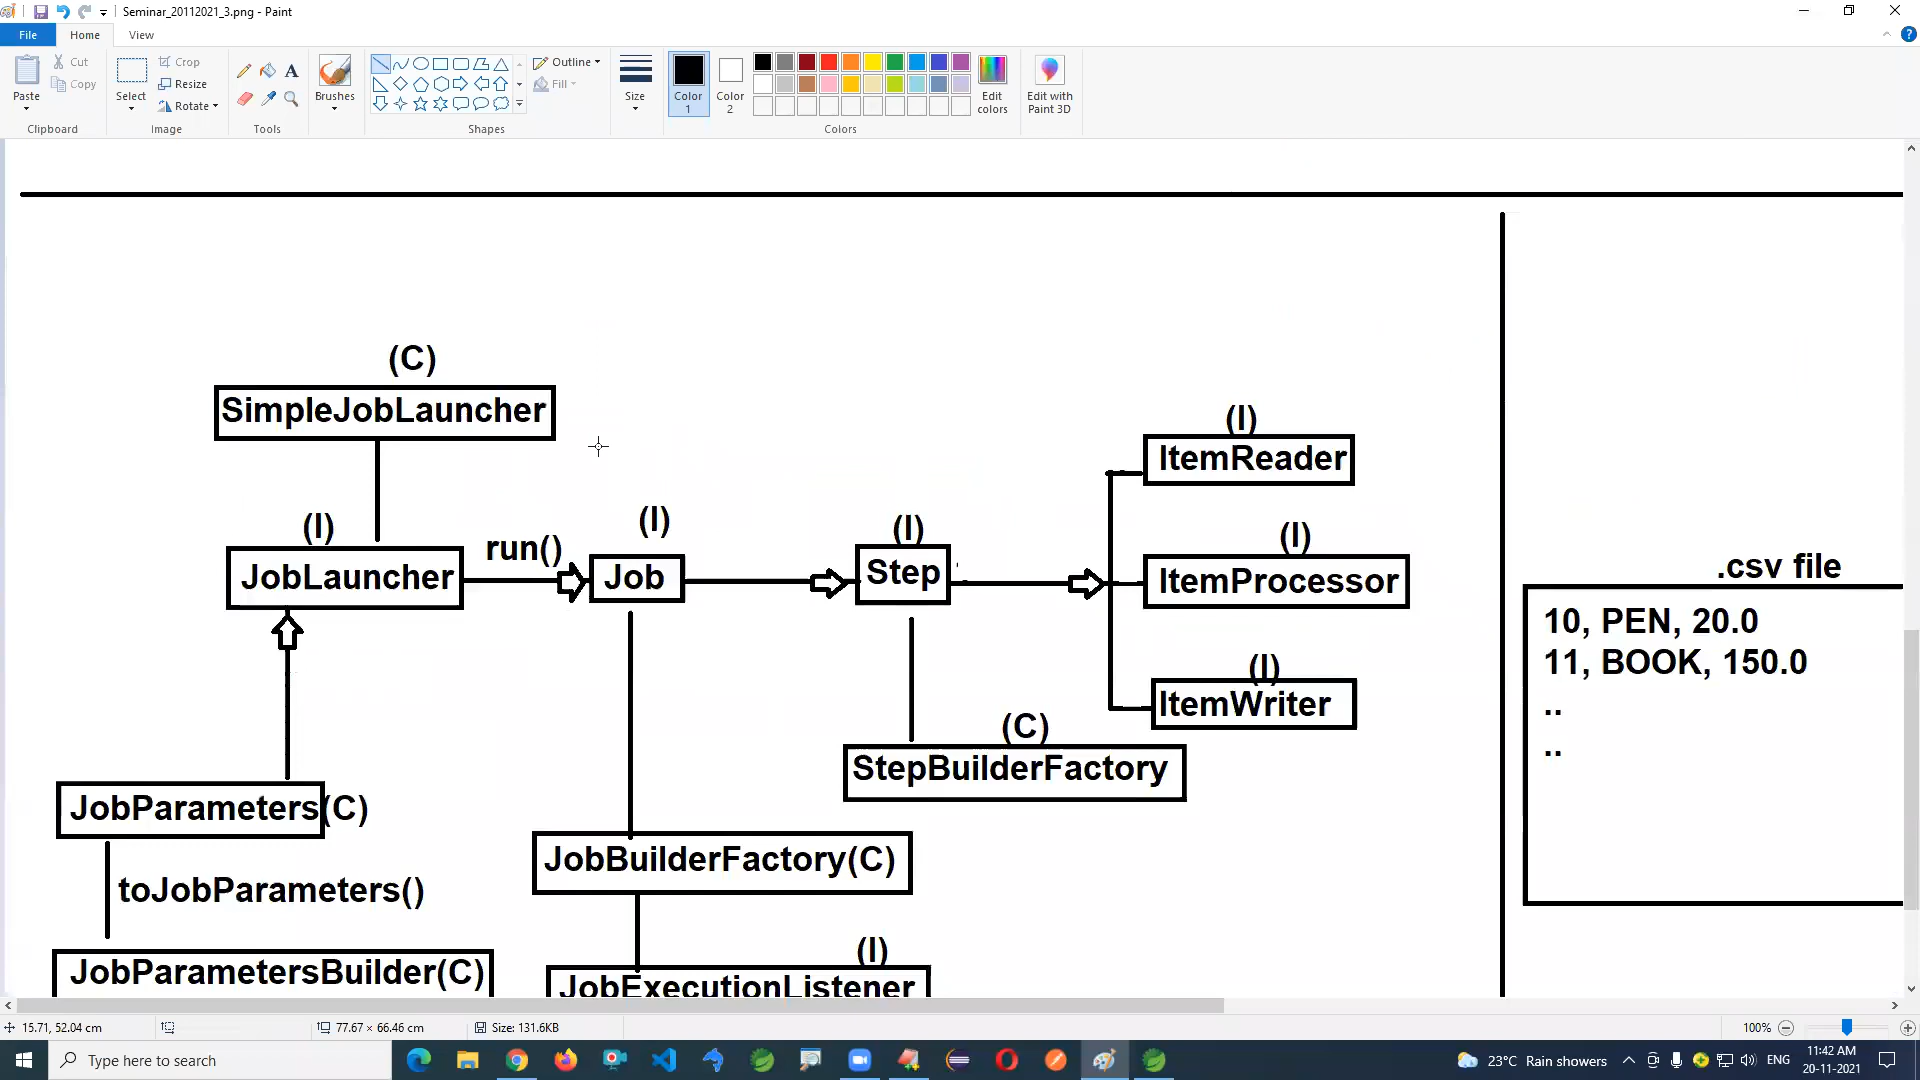 Seminar_20112021_3.png - Paint
File
Home
View
Paste
Cut
Copy
Clipboard
Select
Crop
Resize
Rotate
Image
Tools
Brushes
Shapes
Outline
Fill
Size
Color
1
Color
2
Colors
Edit
colors
Edit with
Paint 3D
(C)
SimpleJobLauncher
(I)
JobLauncher
run()
(I)
Job
(I)
Step
(I)
ItemReader
(I)
ItemProcessor
(I)
ItemWriter
(C)
StepBuilderFactory
JobParameters(C)
toJobParameters()
JobParametersBuilder(C)
JobBuilderFactory(C)
(I)
JobExecutionListener
.csv file
10, PEN, 20.0
11, BOOK, 150.0
..
..
15.71, 52.04 cm
77.67 × 66.46 cm
Size: 131.6KB
100%
Type here to search
23°C Rain showers
ENG
11:42 AM
20-11-2021